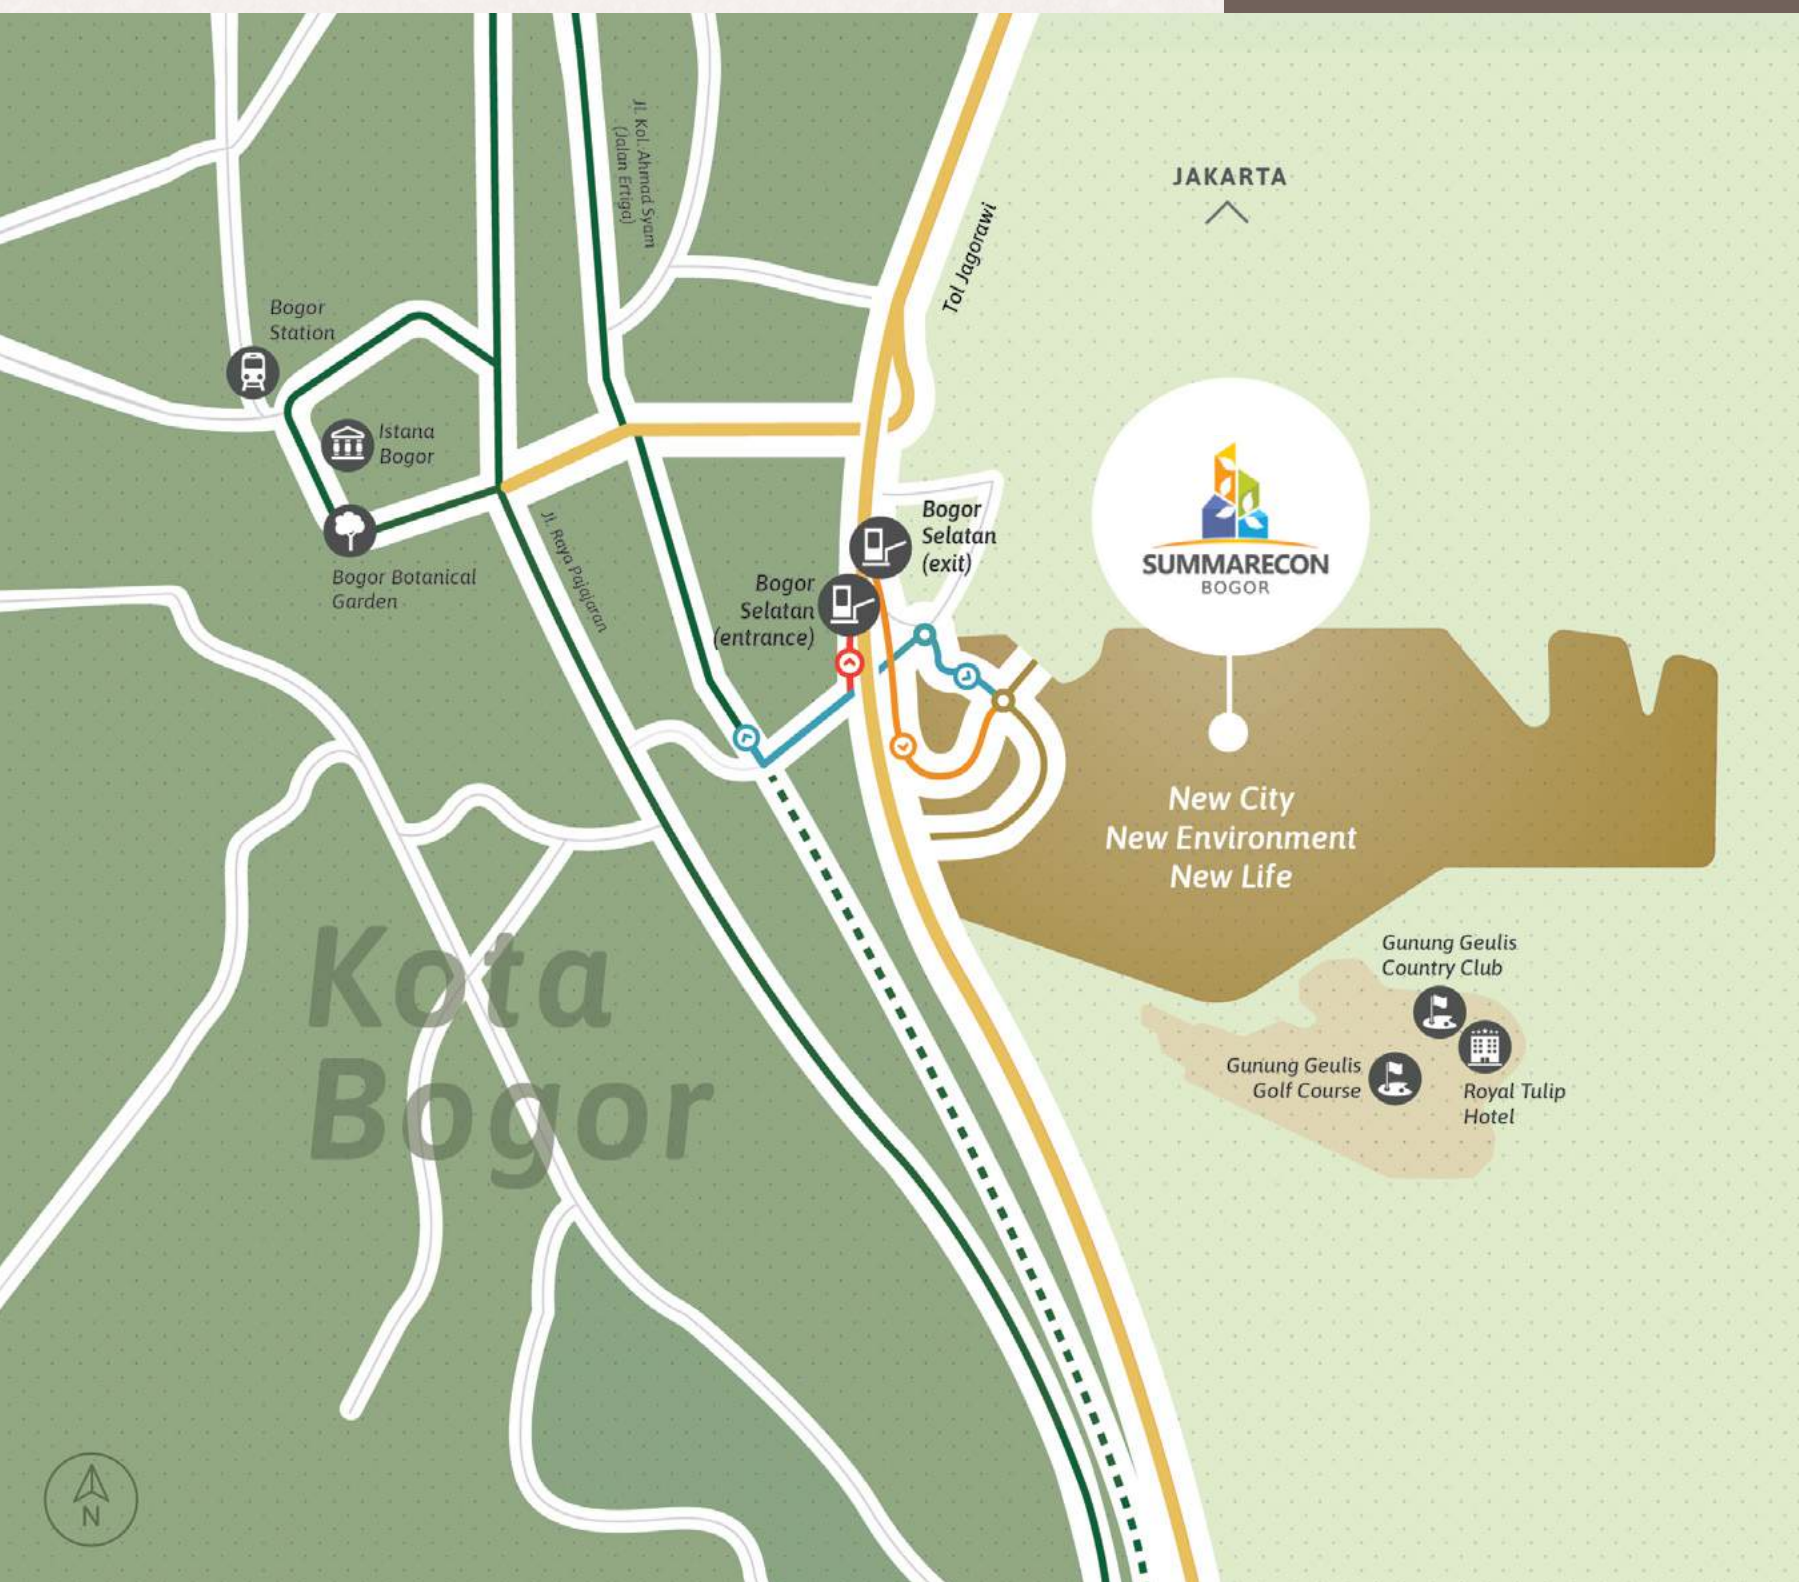 JAKARTA
Jl. Kol. Ahmad Syam
(Jalan Ertiga)
Tol Jagorawi
Bogor
Station
Istana
Bogor
Bogor Botanical
Garden
Jl. Raya Pajajaran
Bogor
Selatan
(exit)
Bogor
Selatan
(entrance)
SUMMARECON
BOGOR
New City
New Environment
New Life
Kota
Bogor
Gunung Geulis
Country Club
Gunung Geulis
Golf Course
Royal Tulip
Hotel
N